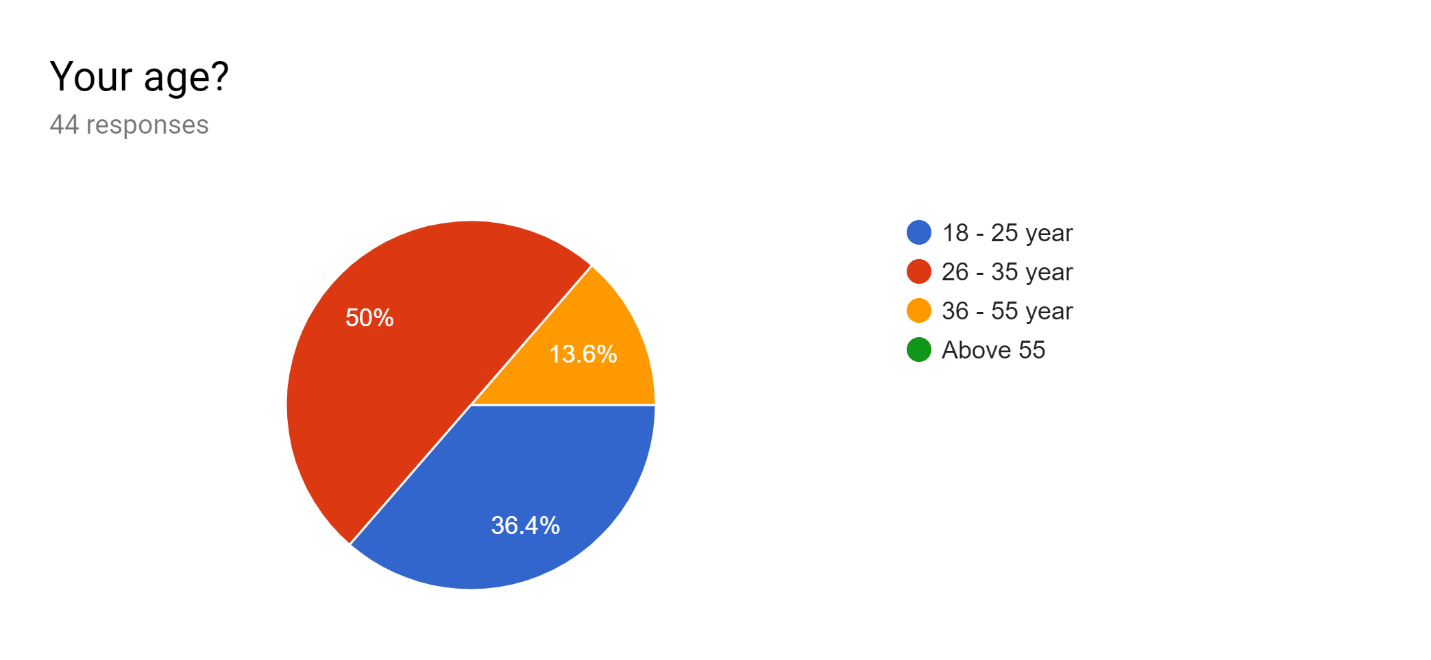 Your age?
44 responses
50%
13.6%
36.4%
18 - 25 year
26 - 35 year
36 - 55 year
Above 55